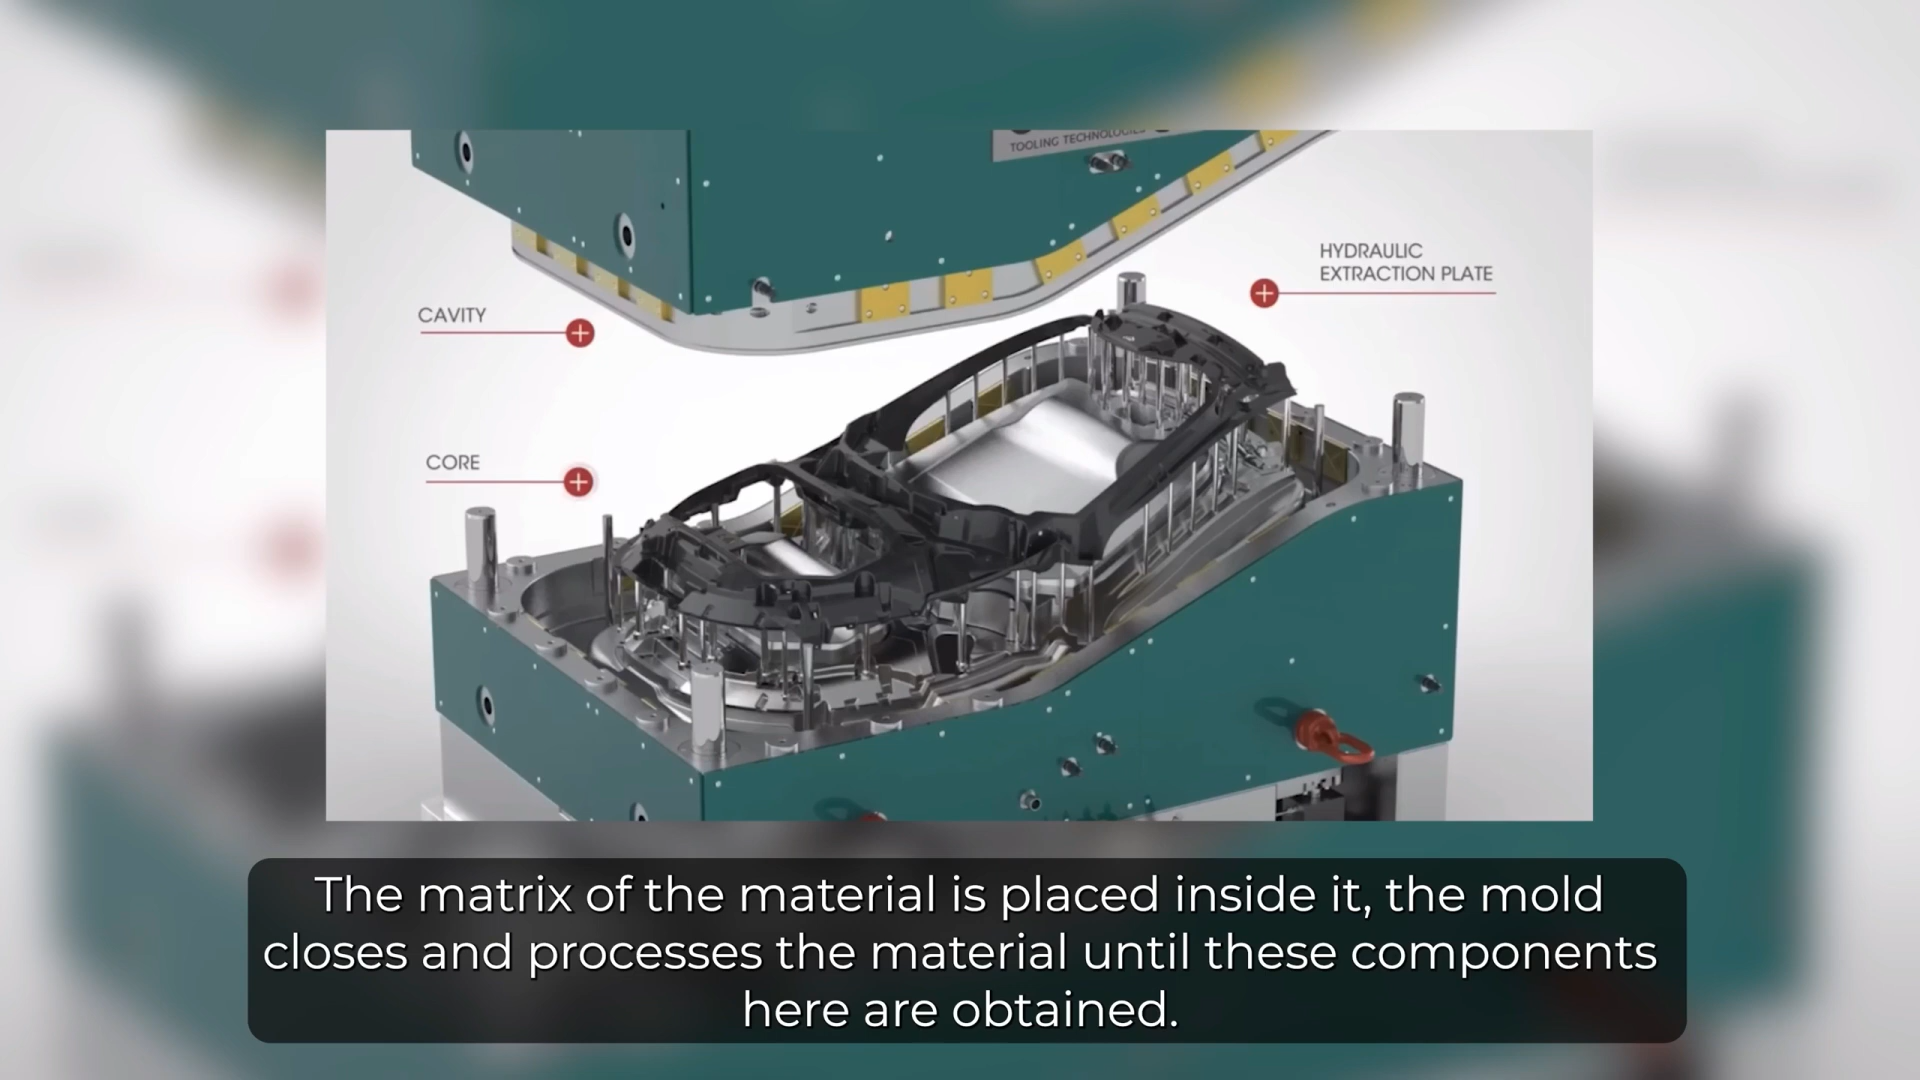 TOOLING TECHNOLOGIES
HYDRAULIC
EXTRACTION PLATE
CAVITY
CORE
The matrix of the material is placed inside it, the mold
closes and processes the material until these components
here are obtained.